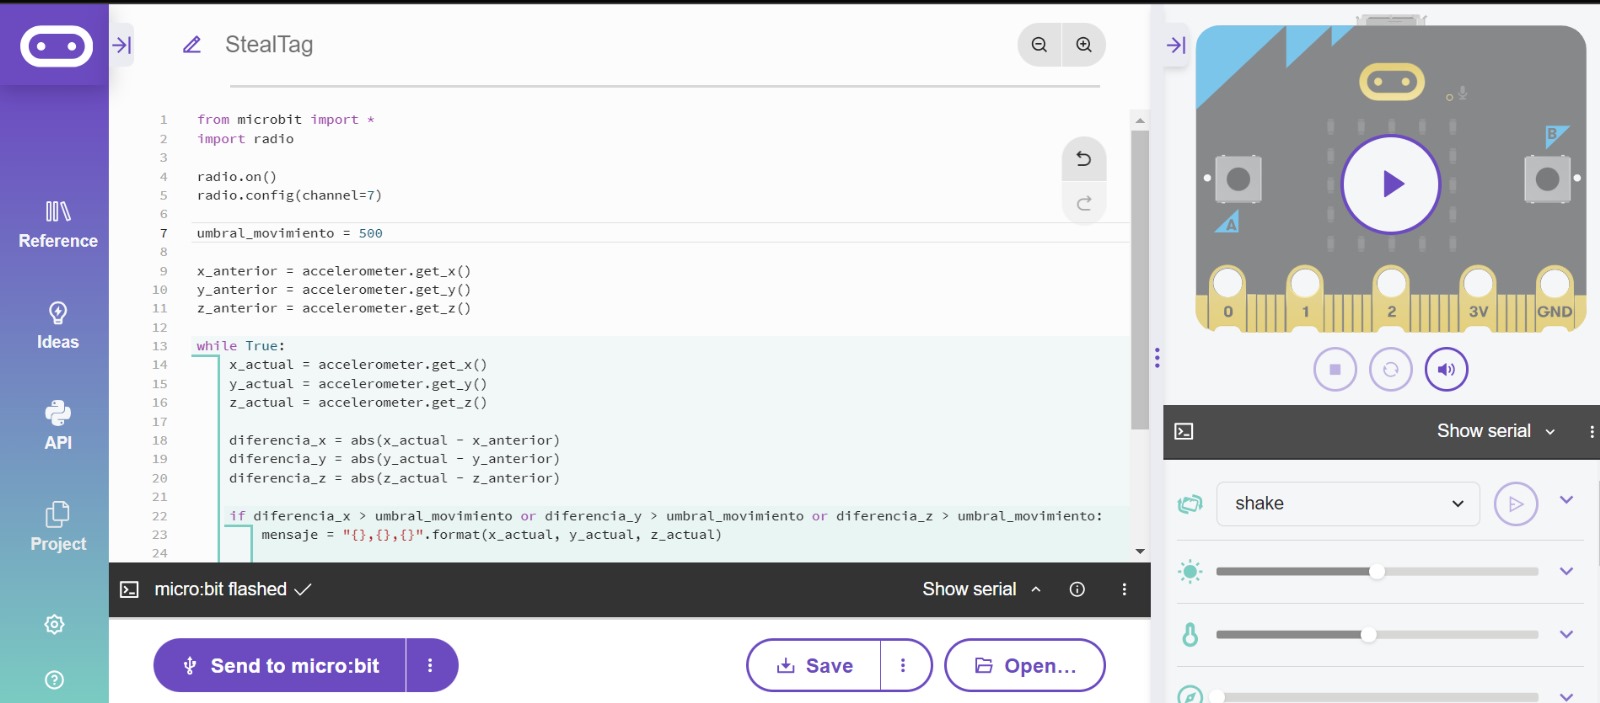 StealTag
1 from microbit import *
2 import radio
3
4 radio.on()
5 radio.config(channel=7)
6
7 umbral_movimiento = 500
8
9 x_anterior = accelerometer.get_x()
10 y_anterior = accelerometer.get_y()
11 z_anterior = accelerometer.get_z()
12
13 while True:
14 x_actual = accelerometer.get_x()
15 y_actual = accelerometer.get_y()
16 z_actual = accelerometer.get_z()
17
18 diferencia_x = abs(x_actual - x_anterior)
19 diferencia_y = abs(y_actual - y_anterior)
20 diferencia_z = abs(z_actual - z_anterior)
21
22 if diferencia_x > umbral_movimiento or diferencia_y > umbral_movimiento or diferencia_z > umbral_movimiento:
23 mensaje = "{},{},{}".format(x_actual, y_actual, z_actual)
24
Reference
Ideas
API
Project
micro:bit flashed
Show serial
Send to micro:bit
Save
Open...
B
A
0 1 2 3V GND
Show serial
shake